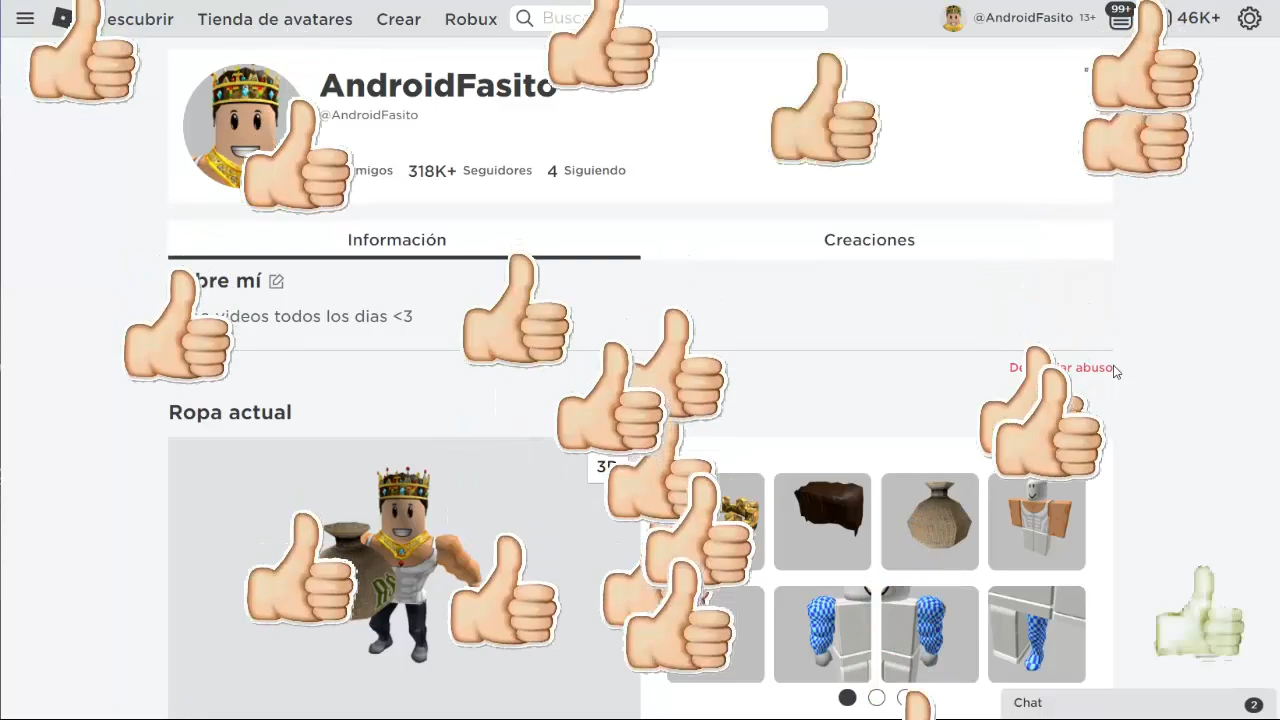 escubrir Tienda de avatares Crear Robux Busc @AndroidFasito 13+ 99+ 46K+
AndroidFasito
@AndroidFasito
migos 318K+ Seguidores 4 Siguiendo
Información Creaciones
bre mí
videos todos los dias <3
abuso
Ropa actual
3D
Chat 2